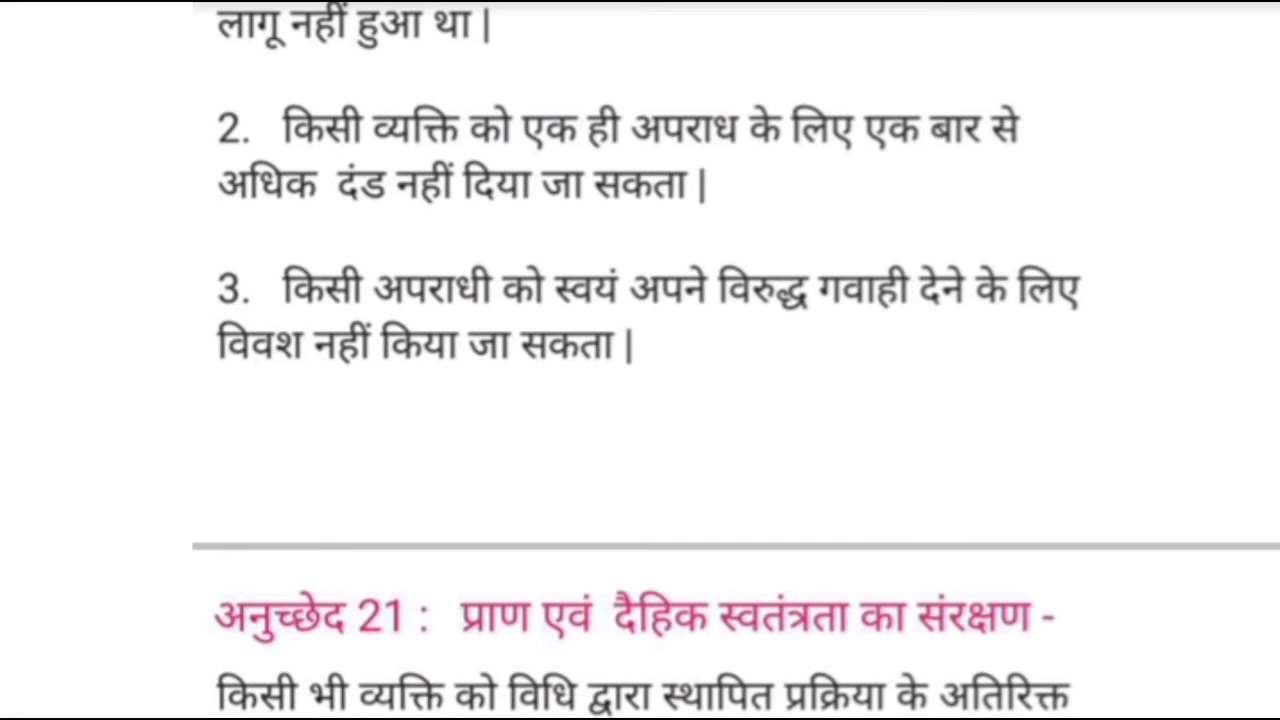 लागू नहीं हुआ था |
2. किसी व्यक्ति को एक ही अपराध के लिए एक बार से
अधिक दंड नहीं दिया जा सकता |
3. किसी अपराधी को स्वयं अपने विरुद्ध गवाही देने के लिए
विवश नहीं किया जा सकता |
अनुच्छेद 21 : प्राण एवं दैहिक स्वतंत्रता का संरक्षण -
किसी भी व्यक्ति को विधि द्वारा स्थापित प्रक्रिया के अतिरिक्त